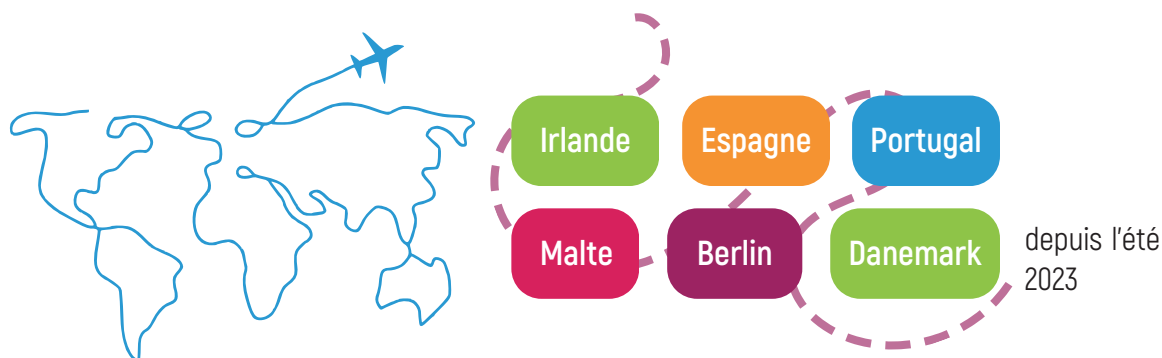 Irlande
Espagne
Portugal
Malte
Berlin
Danemark
depuis l'été
2023